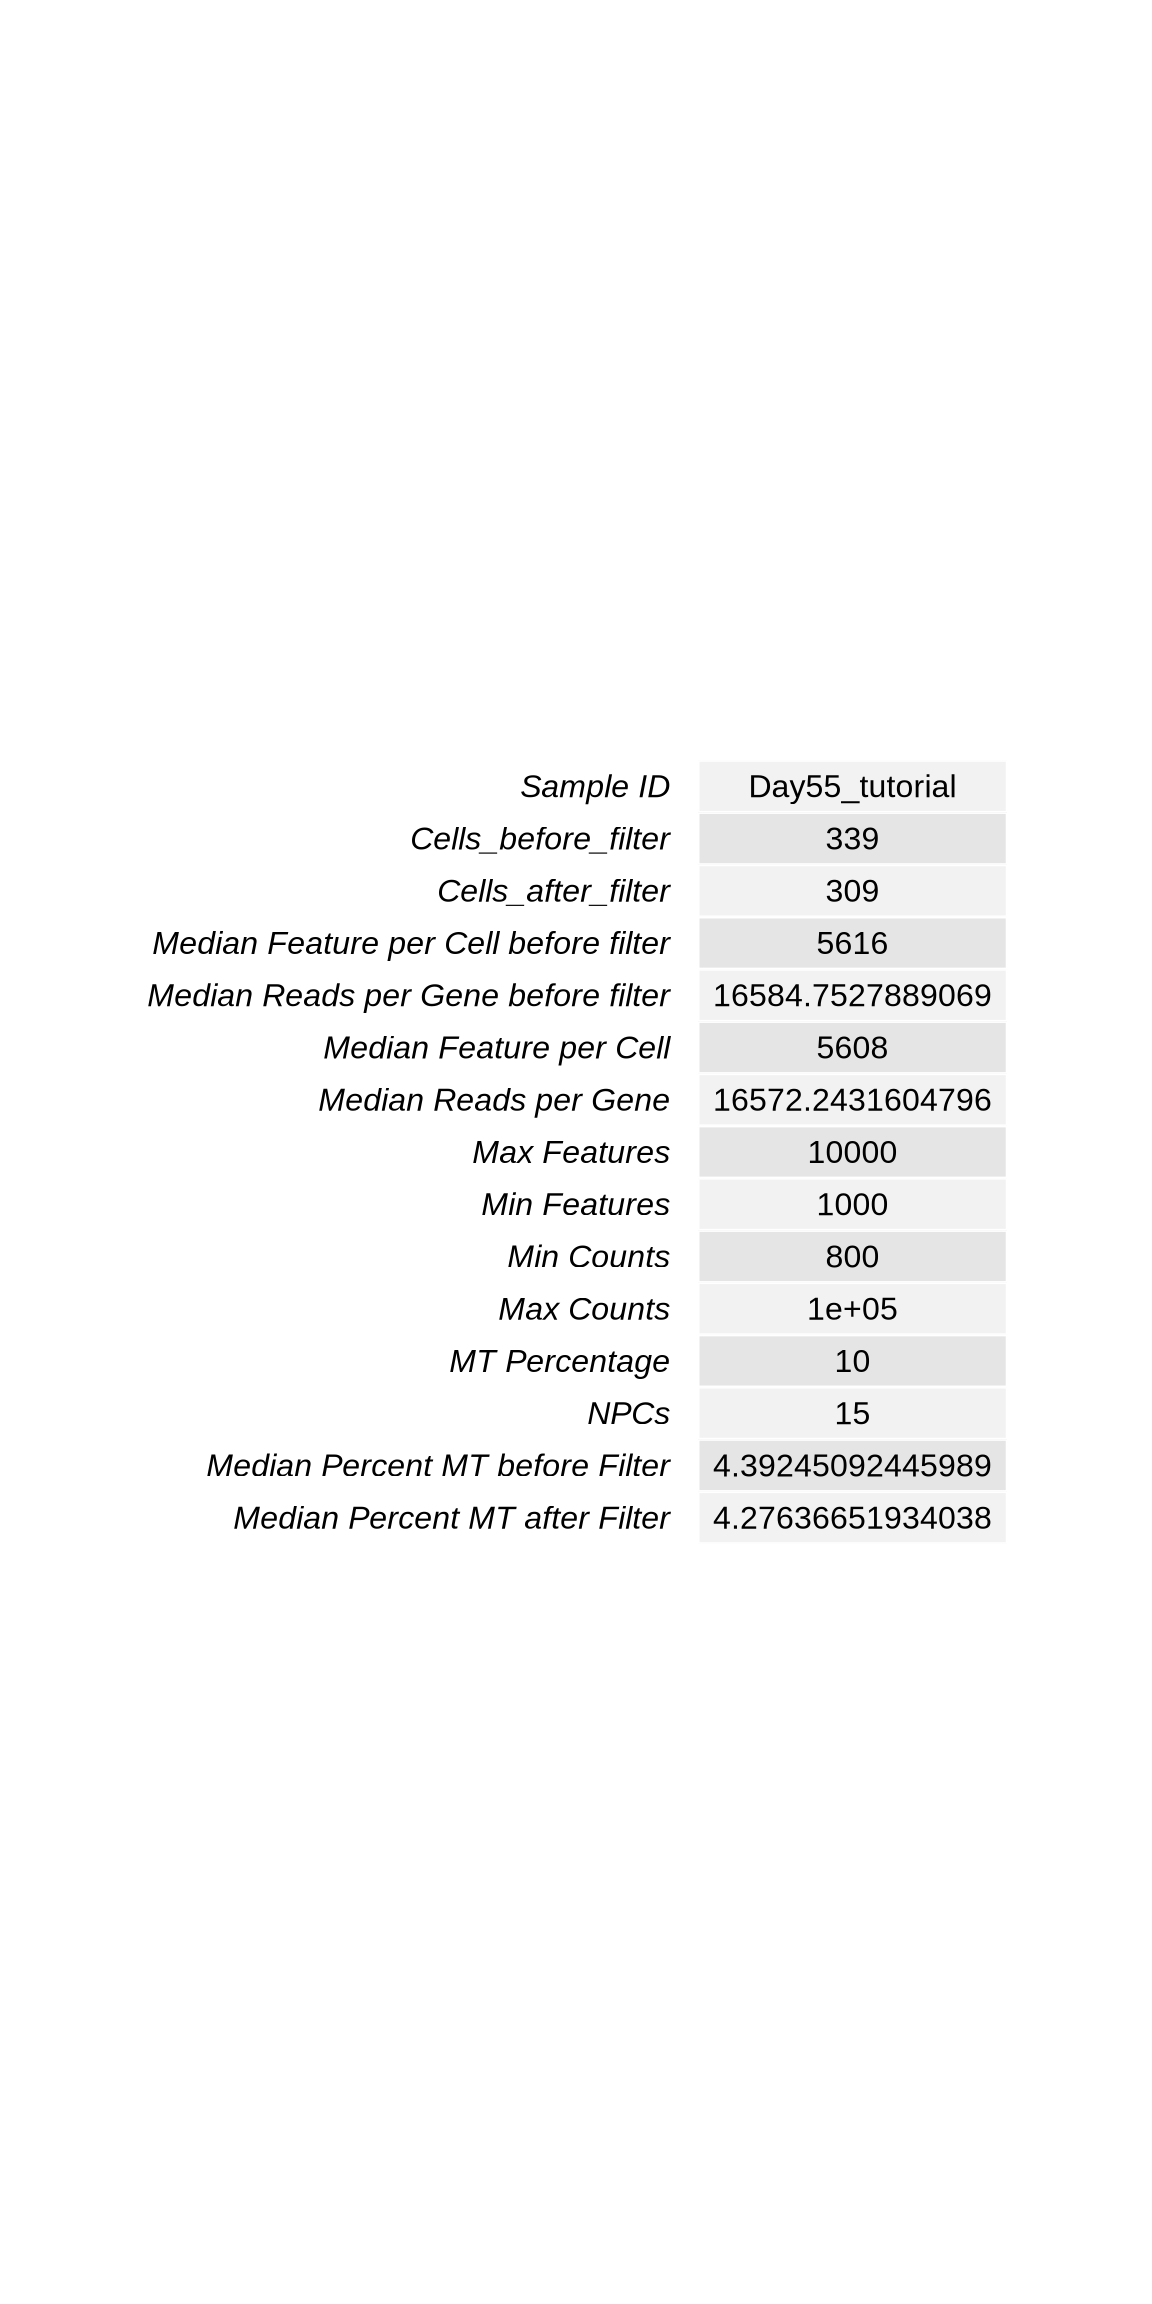 Sample ID Day55_tutorial
Cells_before_filter 339
Cells_after_filter 309
Median Feature per Cell before filter 5616
Median Reads per Gene before filter 16584.7527889069
Median Feature per Cell 5608
Median Reads per Gene 16572.2431604796
Max Features 10000
Min Features 1000
Min Counts 800
Max Counts 1e+05
MT Percentage 10
NPCs 15
Median Percent MT before Filter 4.39245092445989
Median Percent MT after Filter 4.27636651934038